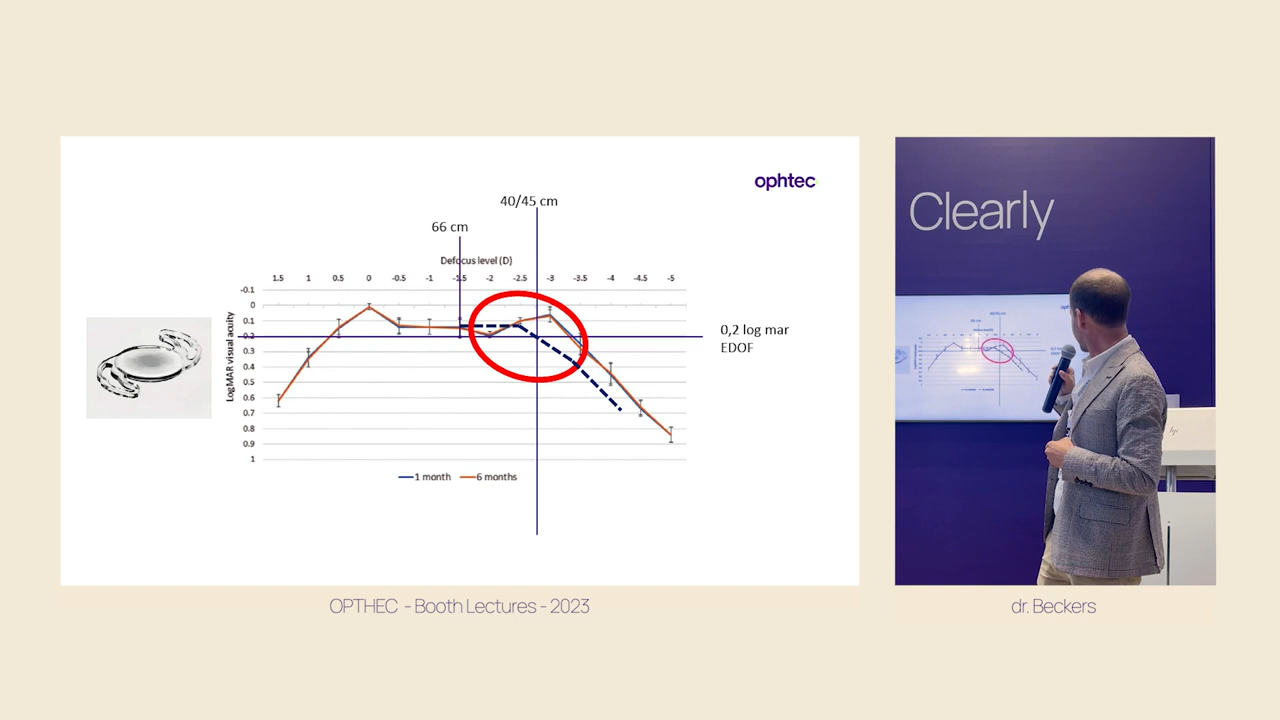 ophtec
40/45 cm
66 cm
Defocus level (D)
1.5 1 0.5 0 -0.5 -1 -1.5 -2 -2.5 -3 -3.5 -4 -4.5 -5
-0.1
0
0.1
0.2
0.3
0.4
0.5
0.6
0.7
0.8
0.9
1
LogMAR visual acuity
0,2 log mar
EDOF
1 month 6 months
Clearly
hji
OPTHEC - Booth Lectures - 2023
dr. Beckers